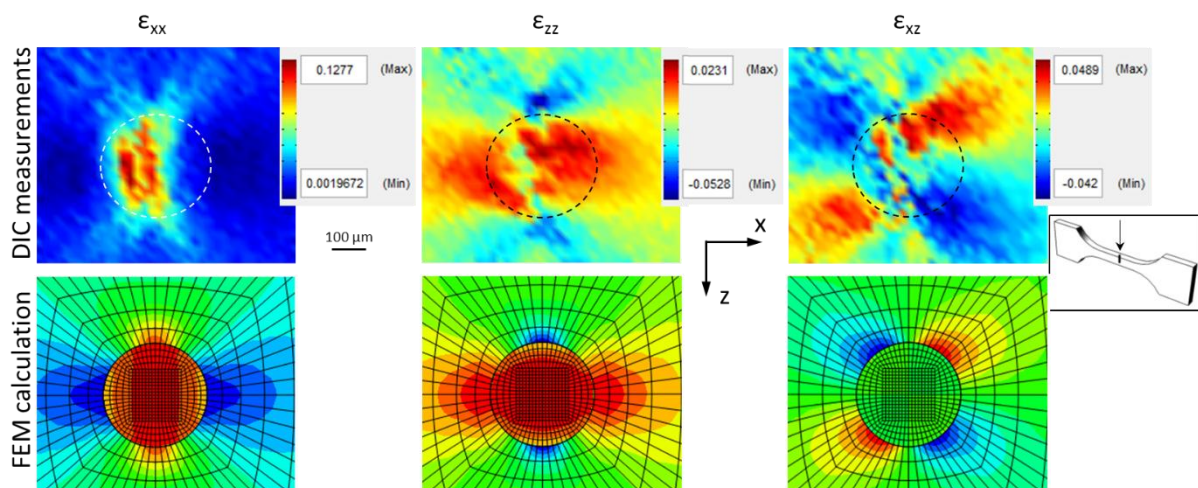 εxx
εzz
εxz
DIC measurements
0.1277 (Max)
0.0019672 (Min)
0.0231 (Max)
-0.0528 (Min)
0.0489 (Max)
-0.042 (Min)
100 µm
x
z
FEM calculation